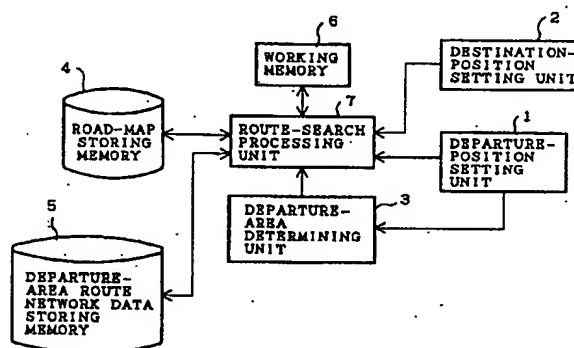 6
WORKING
MEMORY
2
DESTINATION-
POSITION
SETTING UNIT
4
ROAD-MAP
STORING
MEMORY
7
ROUTE-SEARCH
PROCESSING
UNIT
1
DEPARTURE-
POSITION
SETTING
UNIT
5
DEPARTURE-
AREA ROUTE
NETWORK DATA
STORING
MEMORY
3
DEPARTURE-
AREA
DETERMINING
UNIT